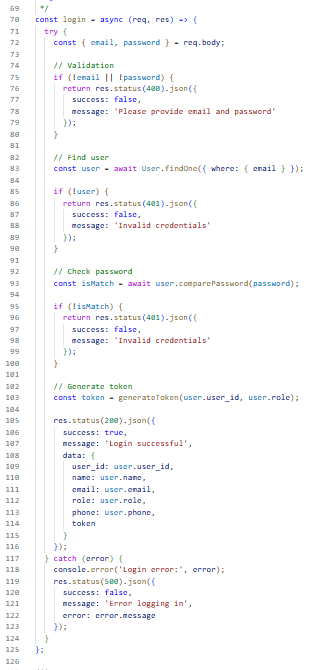 69 */
70 const login = async (req, res) => {
71 try {
72 const { email, password } = req.body;
73
74 // Validation
75 if (!email || !password) {
76 return res.status(400).json({
77 success: false,
78 message: 'Please provide email and password'
79 });
80 }
81
82 // Find user
83 const user = await User.findOne({ where: { email } });
84
85 if (!user) {
86 return res.status(401).json({
87 success: false,
88 message: 'Invalid credentials'
89 });
90 }
91
92 // Check password
93 const isMatch = await user.comparePassword(password);
94
95 if (!isMatch) {
96 return res.status(401).json({
97 success: false,
98 message: 'Invalid credentials'
99 });
100 }
101
102 // Generate token
103 const token = generateToken(user.user_id, user.role);
104
105 res.status(200).json({
106 success: true,
107 message: 'Login successful',
108 data: {
109 user_id: user.user_id,
110 name: user.name,
111 email: user.email,
112 role: user.role,
113 phone: user.phone,
114 token
115 }
116 });
117 } catch (error) {
118 console.error('Login error:', error);
119 res.status(500).json({
120 success: false,
121 message: 'Error logging in',
122 error: error.message
123 });
124 }
125 };
126